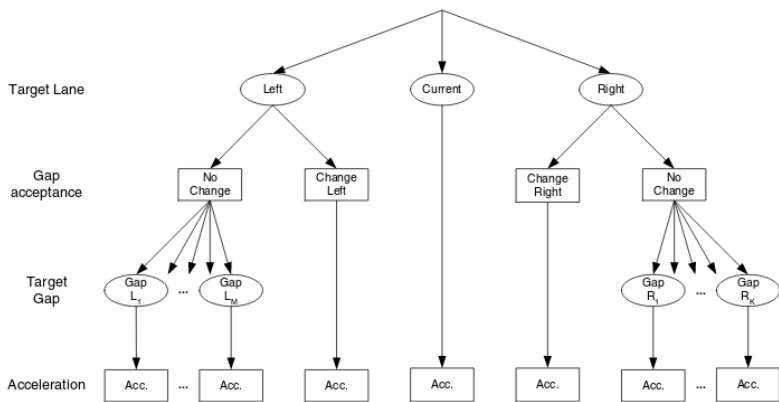 Target Lane
Left
Current
Right
Gap
acceptance
No
Change
Change
Left
Change
Right
No
Change
Target
Gap
Gap
L1
...
Gap
LM
Gap
R1
...
Gap
RK
Acceleration
Acc.
...
Acc.
Acc.
Acc.
Acc.
Acc.
...
Acc.